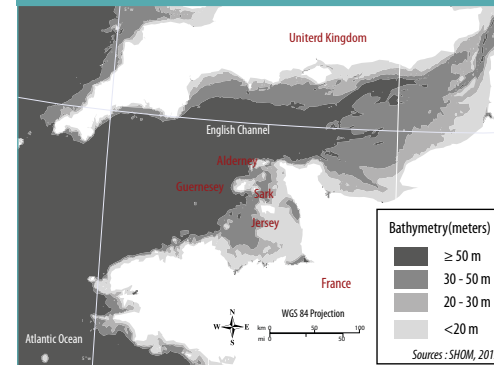 Uniterd Kingdom
English Channel
Alderney
Guernesey
Sark
Jersey
France
Atlantic Ocean
N
W E
S
WGS 84 Projection
km 0 50 100
mi 0 50
Bathymetry(meters)
≥ 50 m
30 - 50 m
20 - 30 m
<20 m
Sources : SHOM, 201